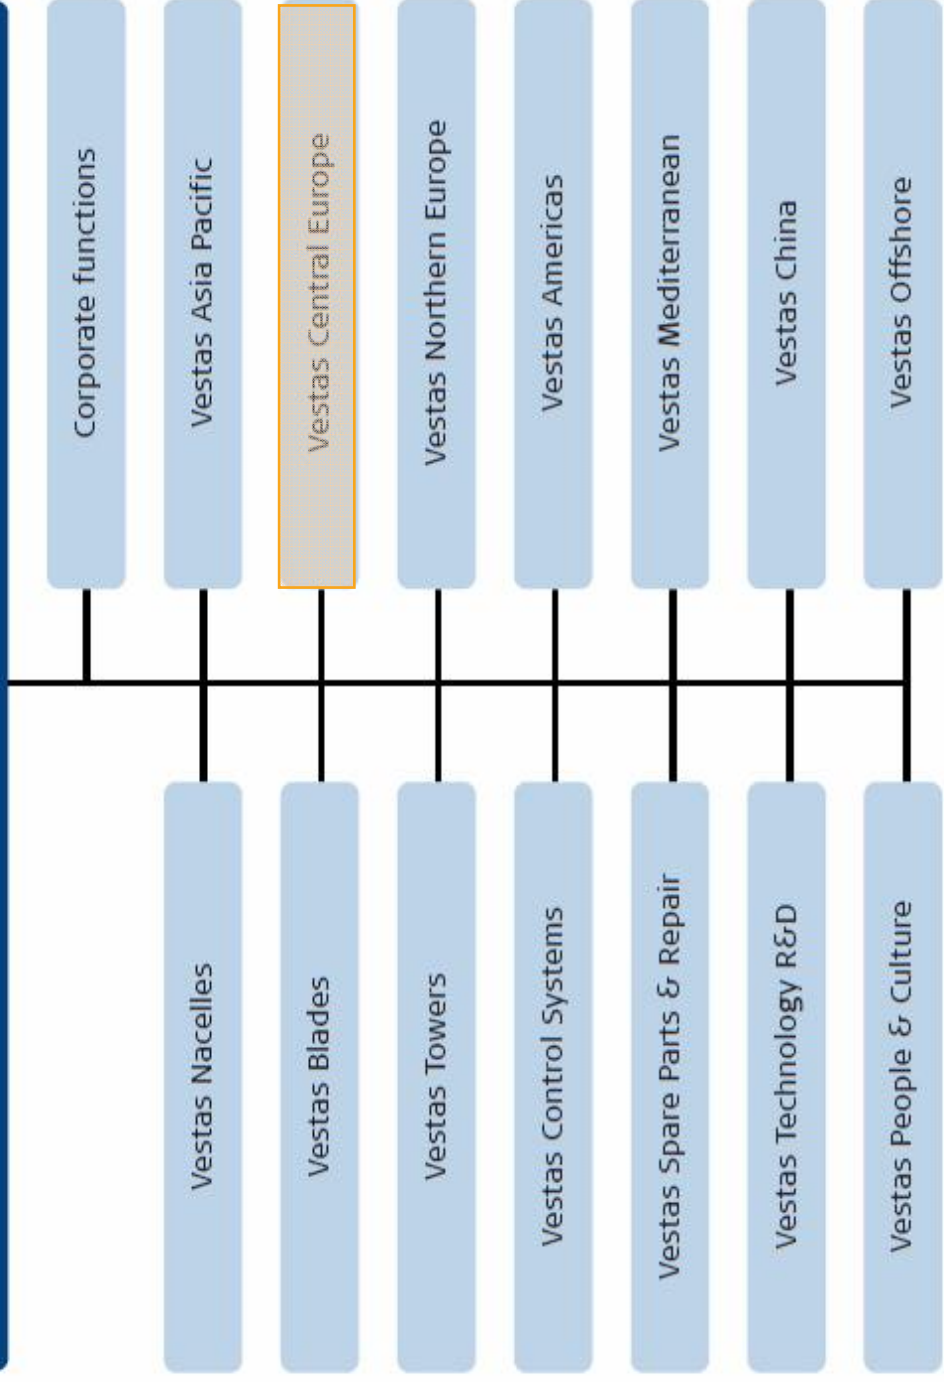 Corporate functions
Vestas Nacelles
Vestas Asia Pacific
Vestas Blades
Vestas Central Europe
Vestas Towers
Vestas Northern Europe
Vestas Control Systems
Vestas Americas
Vestas Spare Parts & Repair
Vestas Mediterranean
Vestas Technology R&D
Vestas China
Vestas People & Culture
Vestas Offshore